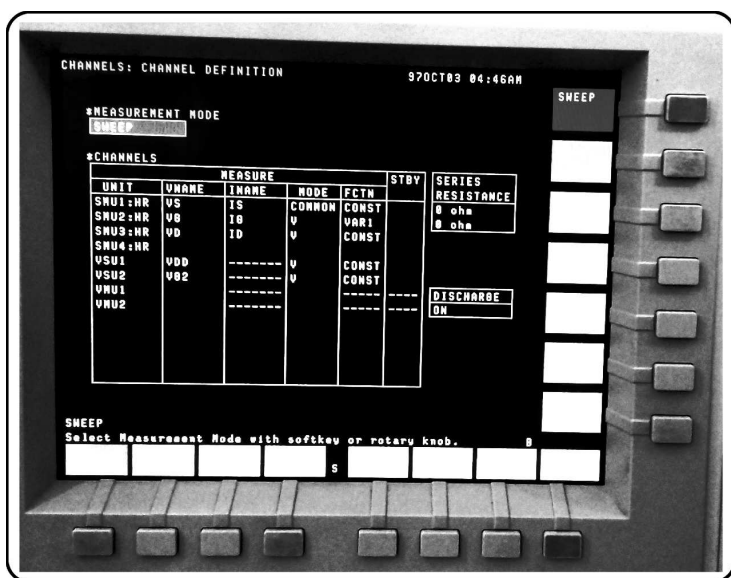 CHANNELS: CHANNEL DEFINITION 97OCT03 04:46AM
SWEEP
*MEASUREMENT MODE
SWEEP
*CHANNELS
MEASURE STBY SERIES
UNIT VNAME INAME MODE FCTN RESISTANCE
SMU1:HR VS IS COMMON CONST 0 ohm
SMU2:HR VG IG V VAR1 0 ohm
SMU3:HR VD ID V CONST
SMU4:HR
VSU1 VDD ------- V CONST
VSU2 VG2 ------- V CONST
VMU1 ------- ----- ---- DISCHARGE
VMU2 ------- ----- ---- ON
SWEEP
Select Measurement Mode with softkey or rotary knob. B
S